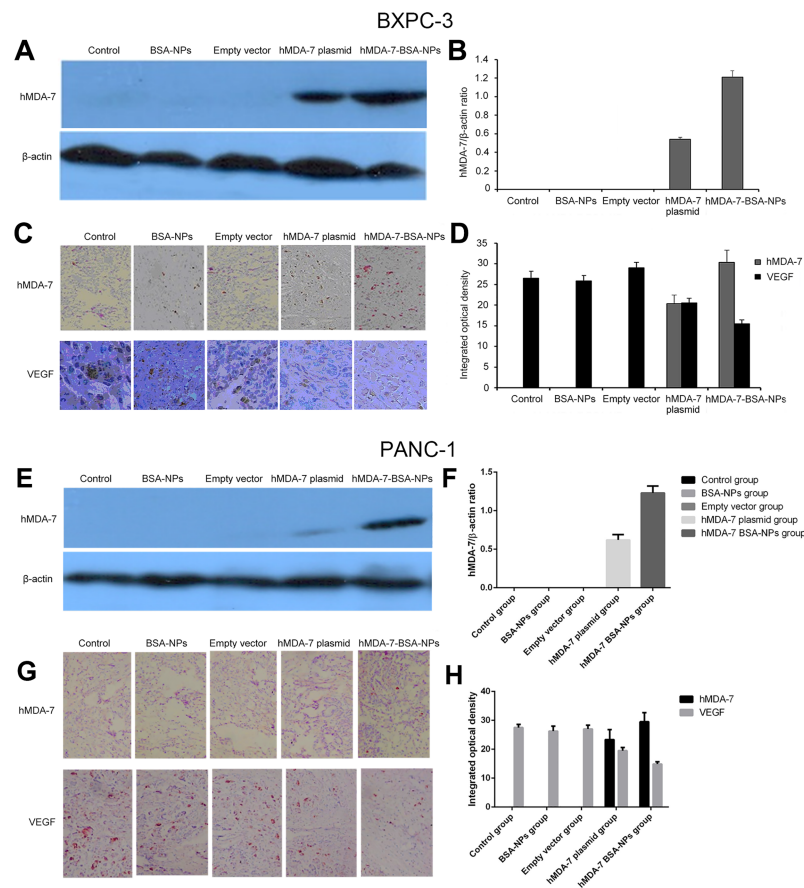 BXPC-3
A
Control BSA-NPs Empty vector hMDA-7 plasmid hMDA-7-BSA-NPs
hMDA-7
β-actin
B
hMDA-7/β-actin ratio
1.4
1.2
1
0.8
0.6
0.4
0.2
0
Control BSA-NPs Empty vector hMDA-7 plasmid hMDA-7-BSA-NPs
C
Control BSA-NPs Empty vector hMDA-7 plasmid hMDA-7-BSA-NPs
hMDA-7
VEGF
D
Integrated optical density
35
30
25
20
15
10
5
0
Control BSA-NPs Empty vector hMDA-7 plasmid hMDA-7-BSA-NPs
hMDA-7
VEGF
PANC-1
E
Control BSA-NPs Empty vector hMDA-7 plasmid hMDA-7-BSA-NPs
hMDA-7
β-actin
F
hMDA-7/β-actin ratio
1.5
1.0
0.5
0.0
Control group
BSA-NPs group
Empty vector group
hMDA-7 plasmid group
hMDA-7 BSA-NPs group
Control group
BSA-NPs group
Empty vector group
hMDA-7 plasmid group
hMDA-7 BSA-NPs group
G
Control BSA-NPs Empty vector hMDA-7 plasmid hMDA-7-BSA-NPs
hMDA-7
VEGF
H
Integrated optical density
40
30
20
10
0
Control group
BSA-NPs group
Empty vector group
hMDA-7 plasmid group
hMDA-7 BSA-NPs group
hMDA-7
VEGF